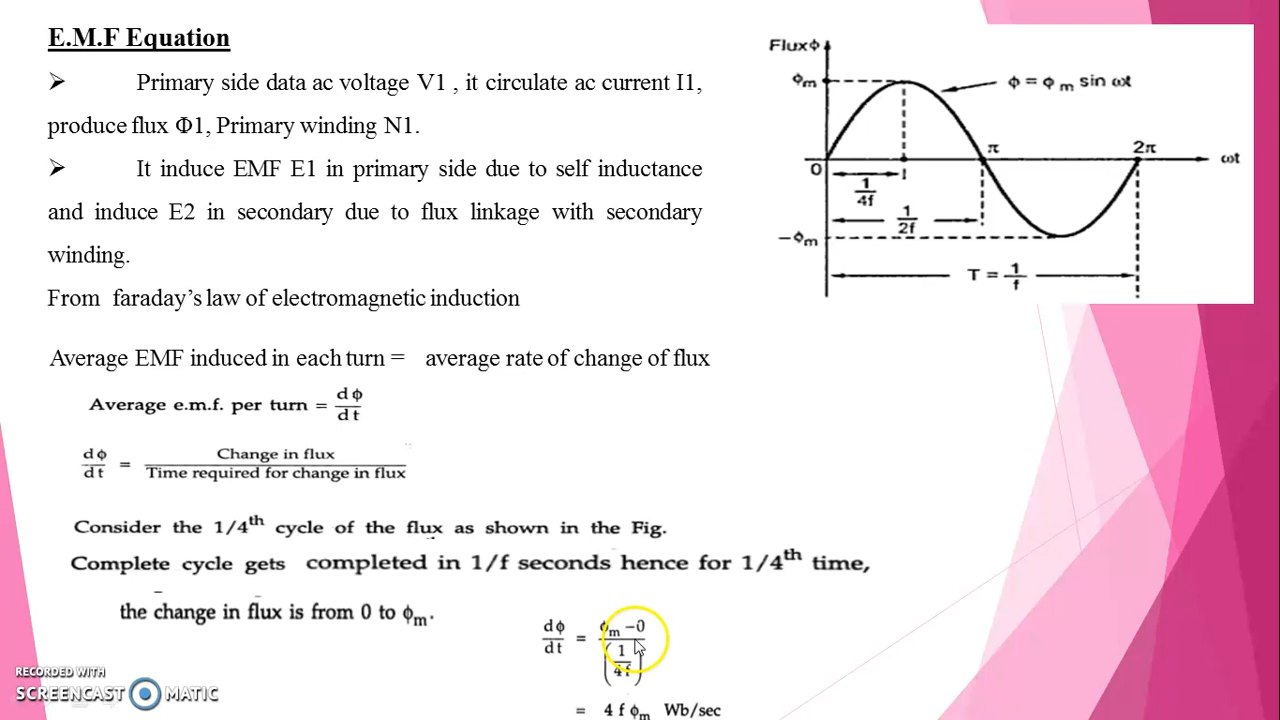 E.M.F Equation
➢ Primary side data ac voltage V1 , it circulate ac current I1,
produce flux Φ1, Primary winding N1.
➢ It induce EMF E1 in primary side due to self inductance
and induce E2 in secondary due to flux linkage with secondary
winding.
From faraday's law of electromagnetic induction
Average EMF induced in each turn = average rate of change of flux
Average e.m.f. per turn = dϕ/dt
dϕ/dt = Change in flux / Time required for change in flux
Consider the 1/4th cycle of the flux as shown in the Fig.
Complete cycle gets completed in 1/f seconds hence for 1/4th time,
the change in flux is from 0 to ϕm.
dϕ/dt = ϕm −0 / (1/4f)
= 4 f ϕm Wb/sec
Fluxϕ
ϕm
ϕ = ϕm sin ωt
π
2π
ωt
0
1/4f
1/2f
−ϕm
T = 1/f
RECORDED WITH
SCREENCAST MATIC